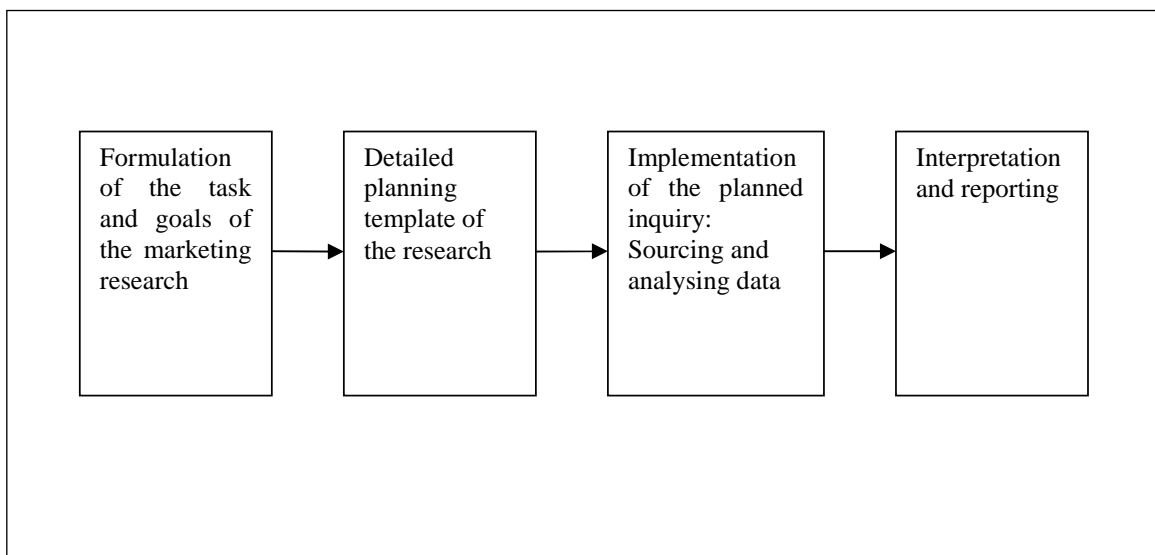 Formulation
of the task
and goals of
the marketing
research
Detailed
planning
template of
the research
Implementation
of the planned
inquiry:
Sourcing and
analysing data
Interpretation
and reporting